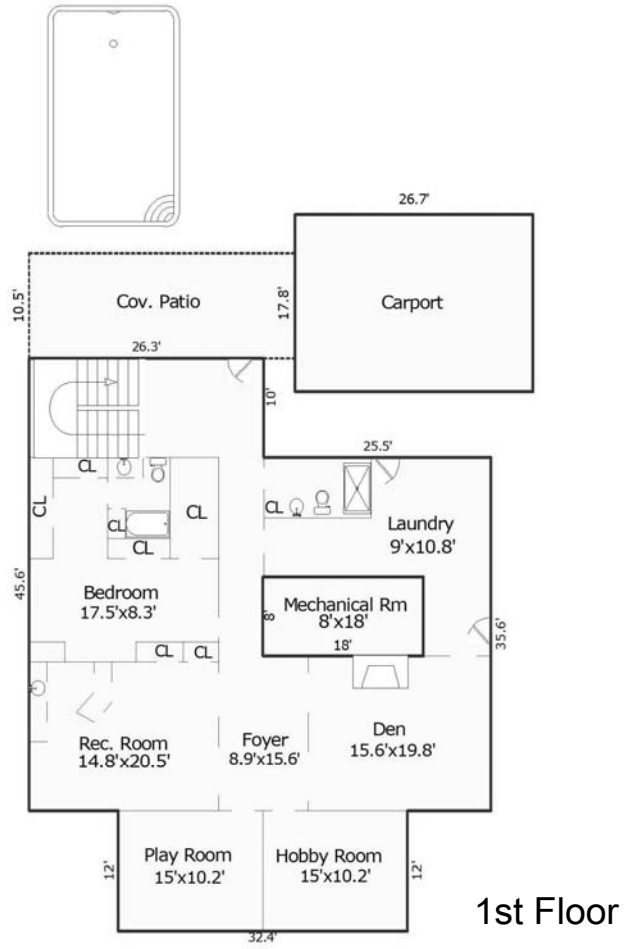 26.7'
10.5'
Cov. Patio
17.8'
Carport
26.3'
10'
25.5'
CL
CL
CL
CL
CL
CL
Laundry
9'x10.8'
45.6'
Bedroom
17.5'x8.3'
8'
Mechanical Rm
8'x18'
18'
35.6'
CL
CL
Rec. Room
14.8'x20.5'
Foyer
8.9'x15.6'
Den
15.6'x19.8'
12'
Play Room
15'x10.2'
Hobby Room
15'x10.2'
12'
32.4'
1st Floor